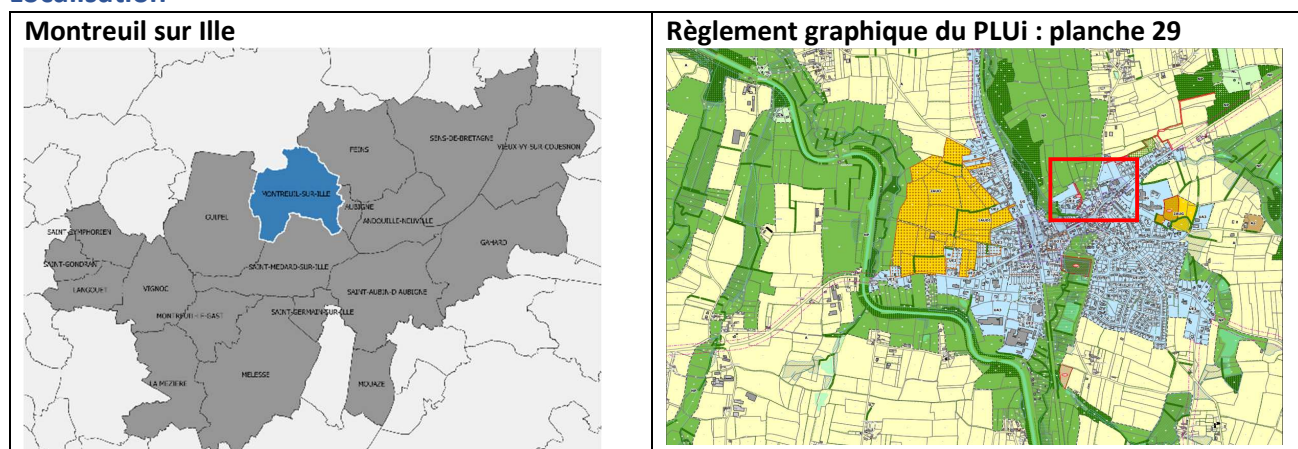 Localisation
Montreuil sur Ille
Règlement graphique du PLUi : planche 29
SENS-DE-BRETAGNE
VIEUX-VY-SUR-COUESNON
FEINS
MONTREUIL-SUR-ILLE
AUBIGNE
GUIPEL
ANDOUILLE-NEUVILLE
SAINT-SYMPHORIEN
GAHARD
SAINT-GONDRAN
SAINT-MEDARD-SUR-ILLE
LANGOUET
VIGNOC
SAINT-AUBIN-D AUBIGNE
MONTREUIL-LE-GAST
SAINT-GERMAIN-SUR-ILLE
LA MEZIERE
MELESSE
MOUAZE